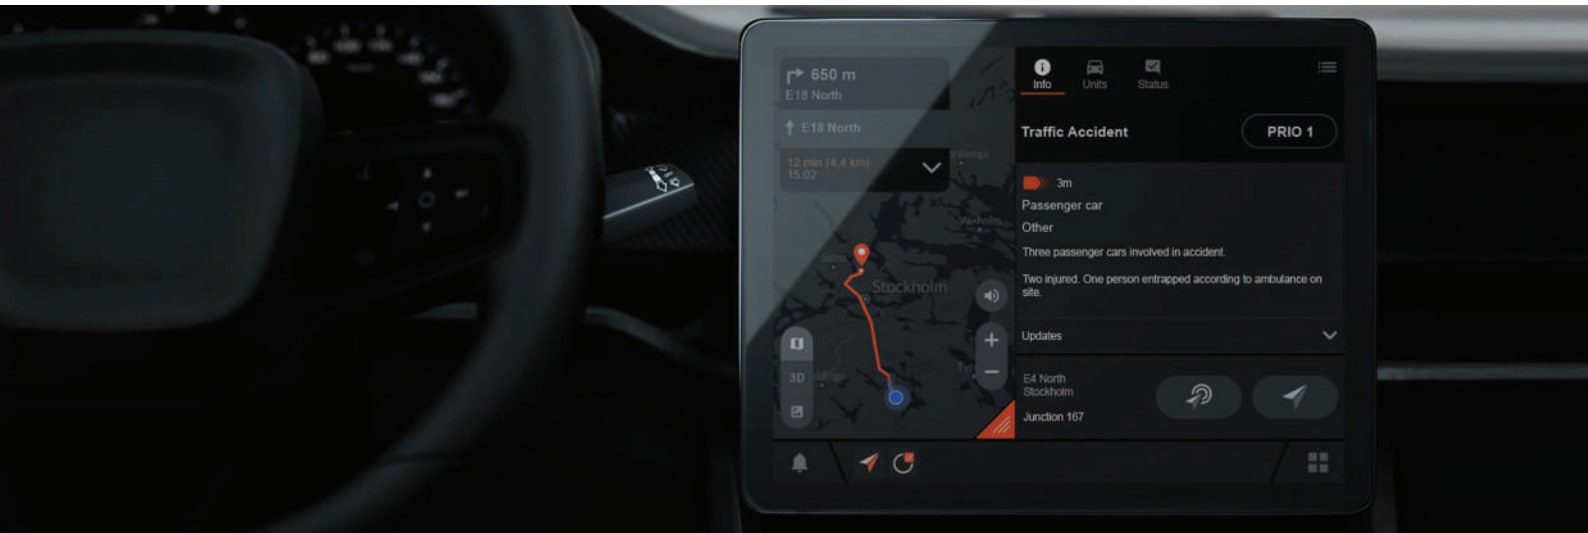 650 m
E18 North
E18 North
12 min (4,4 km)
15:02
Stockholm
3D
Info
Units
Status
Traffic Accident
PRIO 1
3m
Passenger car
Other
Three passenger cars involved in accident.
Two injured. One person entrapped according to ambulance on
site.
Updates
E4 North
Stockholm
Junction 167